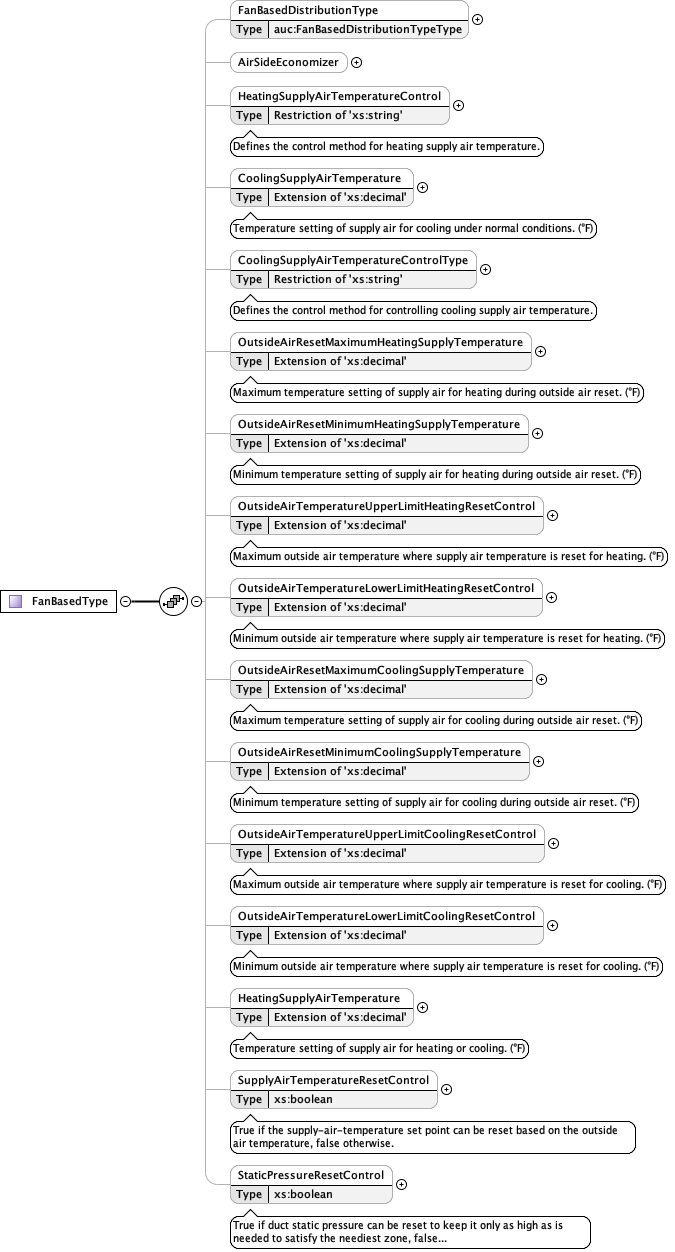 FanBasedDistributionType
Type auc:FanBasedDistributionTypeType
AirSideEconomizer
HeatingSupplyAirTemperatureControl
Type Restriction of 'xs:string'
Defines the control method for heating supply air temperature.
CoolingSupplyAirTemperature
Type Extension of 'xs:decimal'
Temperature setting of supply air for cooling under normal conditions. (°F)
CoolingSupplyAirTemperatureControlType
Type Restriction of 'xs:string'
Defines the control method for controlling cooling supply air temperature.
OutsideAirResetMaximumHeatingSupplyTemperature
Type Extension of 'xs:decimal'
Maximum temperature setting of supply air for heating during outside air reset. (°F)
OutsideAirResetMinimumHeatingSupplyTemperature
Type Extension of 'xs:decimal'
Minimum temperature setting of supply air for heating during outside air reset. (°F)
OutsideAirTemperatureUpperLimitHeatingResetControl
Type Extension of 'xs:decimal'
Maximum outside air temperature where supply air temperature is reset for heating. (°F)
FanBasedType
OutsideAirTemperatureLowerLimitHeatingResetControl
Type Extension of 'xs:decimal'
Minimum outside air temperature where supply air temperature is reset for heating. (°F)
OutsideAirResetMaximumCoolingSupplyTemperature
Type Extension of 'xs:decimal'
Maximum temperature setting of supply air for cooling during outside air reset. (°F)
OutsideAirResetMinimumCoolingSupplyTemperature
Type Extension of 'xs:decimal'
Minimum temperature setting of supply air for cooling during outside air reset. (°F)
OutsideAirTemperatureUpperLimitCoolingResetControl
Type Extension of 'xs:decimal'
Maximum outside air temperature where supply air temperature is reset for cooling. (°F)
OutsideAirTemperatureLowerLimitCoolingResetControl
Type Extension of 'xs:decimal'
Minimum outside air temperature where supply air temperature is reset for cooling. (°F)
HeatingSupplyAirTemperature
Type Extension of 'xs:decimal'
Temperature setting of supply air for heating or cooling. (°F)
SupplyAirTemperatureResetControl
Type xs:boolean
True if the supply-air-temperature set point can be reset based on the outside
air temperature, false otherwise.
StaticPressureResetControl
Type xs:boolean
True if duct static pressure can be reset to keep it only as high as is
needed to satisfy the neediest zone, false...